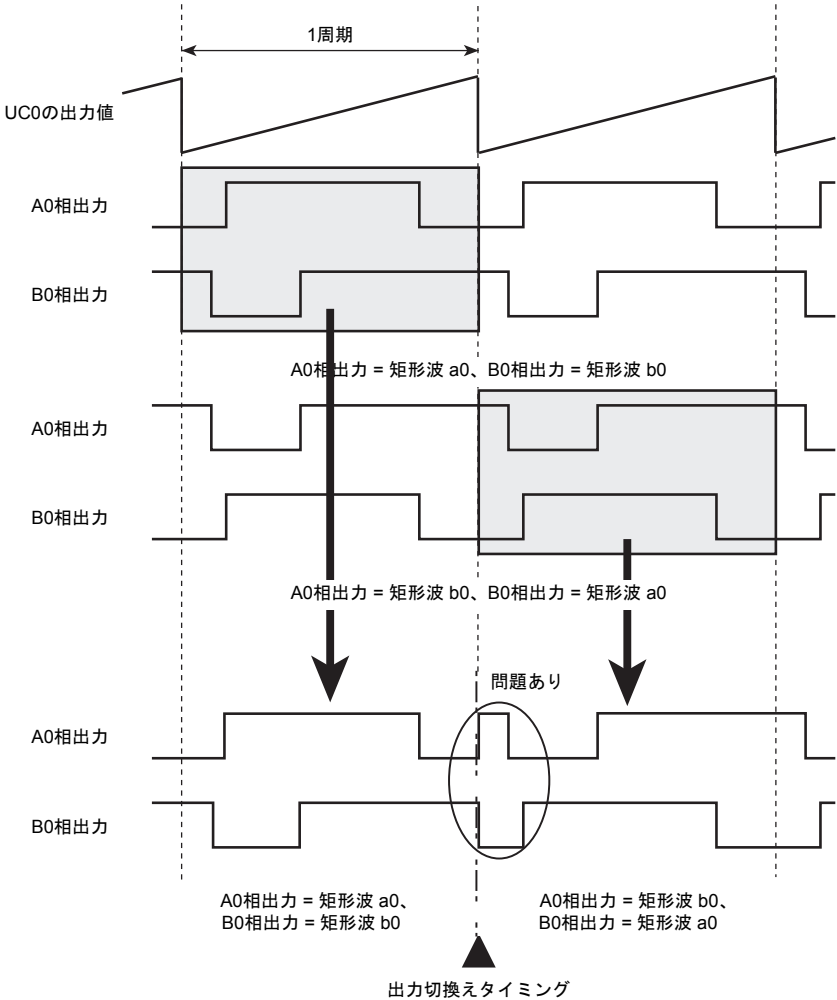 1周期
UC0の出力値
A0相出力
B0相出力
A0相出力 = 矩形波 a0、B0相出力 = 矩形波 b0
A0相出力
B0相出力
A0相出力 = 矩形波 b0、B0相出力 = 矩形波 a0
問題あり
A0相出力
B0相出力
A0相出力 = 矩形波 a0、
B0相出力 = 矩形波 b0
A0相出力 = 矩形波 b0、
B0相出力 = 矩形波 a0
出力切換えタイミング